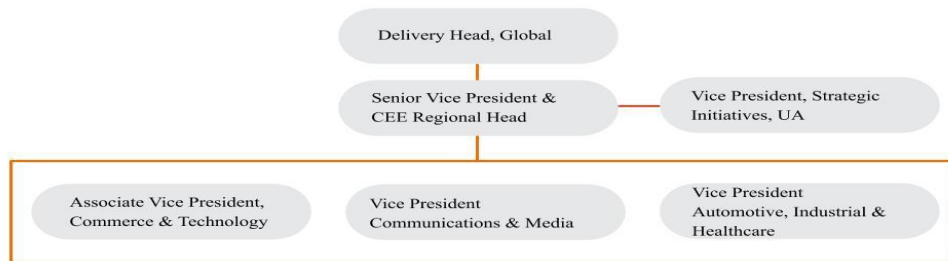 Delivery Head, Global
Senior Vice President &
CEE Regional Head
Vice President, Strategic
Initiatives, UA
Associate Vice President,
Commerce & Technology
Vice President
Communications & Media
Vice President
Automotive, Industrial &
Healthcare